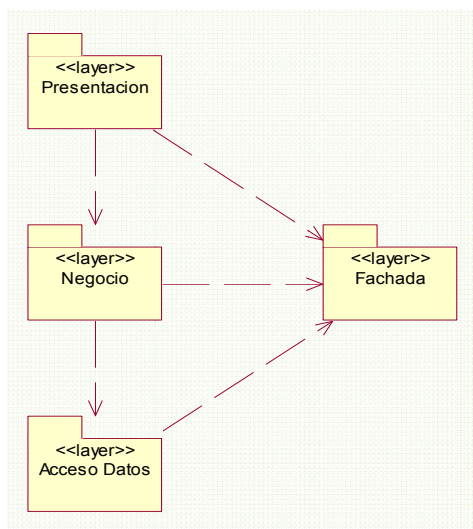 <<layer>>
Presentacion
<<layer>>
Negocio
<<layer>>
Fachada
<<layer>>
Acceso Datos